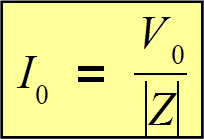 I₀ = V₀ / |Z|